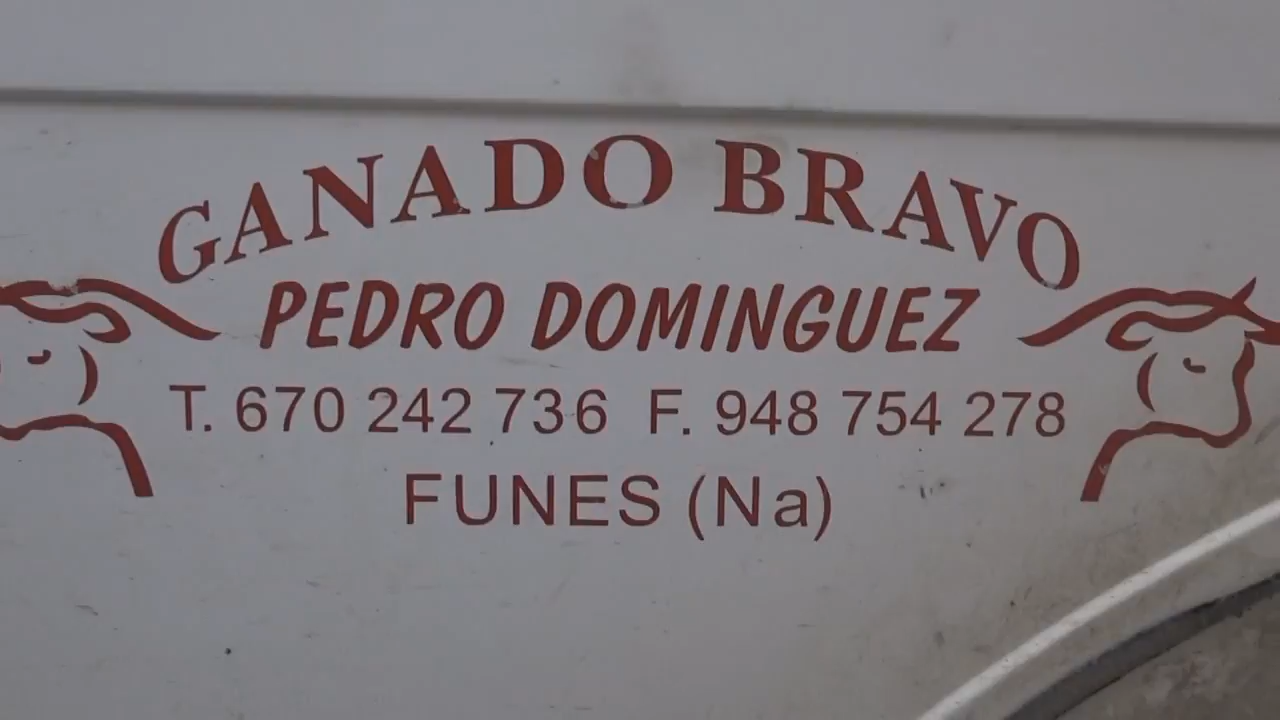 GANADO BRAVO
PEDRO DOMINGUEZ
T. 670 242 736 F. 948 754 278
FUNES (Na)